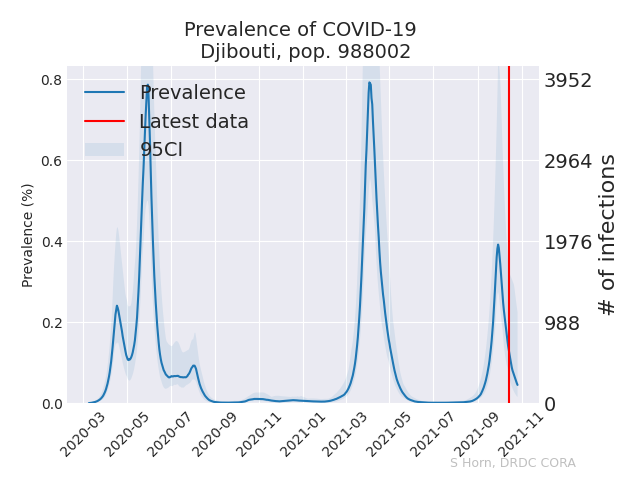 Prevalence of COVID-19
Djibouti, pop. 988002
Prevalence
Latest data
95CI
Prevalence (%)
0.8
0.6
0.4
0.2
0.0
3952
2964
1976
988
0
# of infections
2020-03
2020-05
2020-07
2020-09
2020-11
2021-01
2021-03
2021-05
2021-07
2021-09
2021-11
S Horn, DRDC CORA